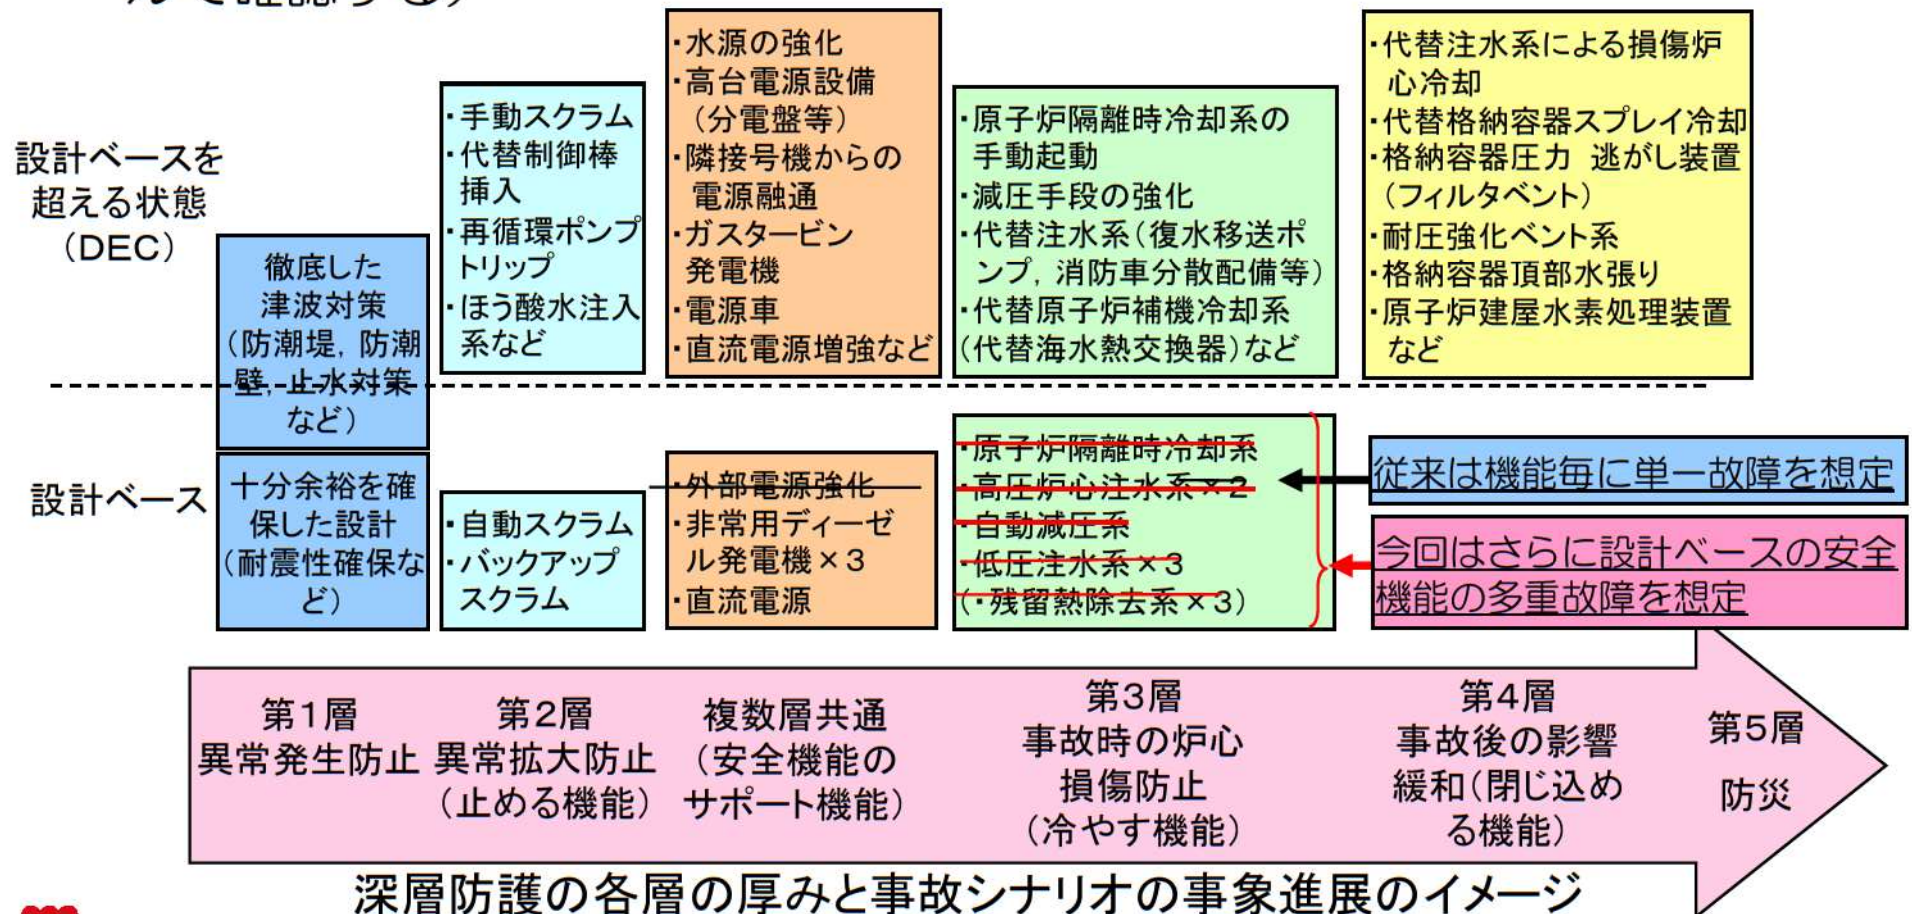 設計ベースを
超える状態
（DEC）
徹底した
津波対策
（防潮堤，防潮
壁，止水対策
など）
・手動スクラム
・代替制御棒
挿入
・再循環ポンプ
トリップ
・ほう酸水注入
系など
・水源の強化
・高台電源設備
（分電盤等）
・隣接号機からの
電源融通
・ガスタービン
発電機
・電源車
・直流電源増強など
・原子炉隔離時冷却系の
手動起動
・減圧手段の強化
・代替注水系（復水移送ポ
ンプ，消防車分散配備等）
・代替原子炉補機冷却系
（代替海水熱交換器）など
・代替注水系による損傷炉
心冷却
・代替格納容器スプレイ冷却
・格納容器圧力 逃がし装置
（フィルタベント）
・耐圧強化ベント系
・格納容器頂部水張り
・原子炉建屋水素処理装置
など
設計ベース
十分余裕を確
保した設計
（耐震性確保な
ど）
・自動スクラム
・バックアップ
スクラム
・外部電源強化
・非常用ディーゼ
ル発電機×3
・直流電源
・原子炉隔離時冷却系
・高圧炉心注水系×2
・自動減圧系
・低圧注水系×3
（・残留熱除去系×3）
従来は機能毎に単一故障を想定
今回はさらに設計ベースの安全
機能の多重故障を想定
第1層
異常発生防止
第2層
異常拡大防止
（止める機能）
複数層共通
（安全機能の
サポート機能）
第3層
事故時の炉心
損傷防止
（冷やす機能）
第4層
事故後の影響
緩和（閉じ込め
る機能）
第5層
防災
深層防護の各層の厚みと事故シナリオの事象進展のイメージ